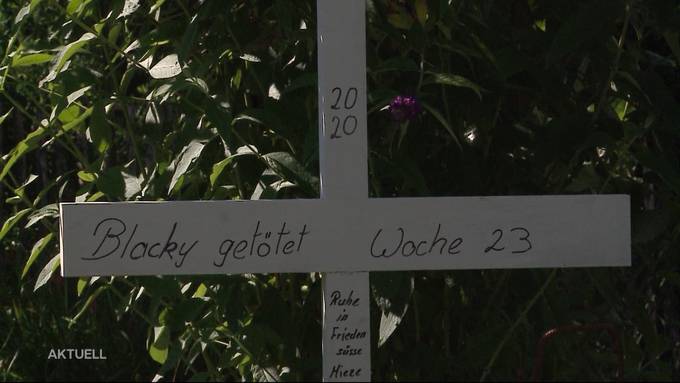 20
20
Blacky getötet Woche 23
Ruhe
in
Frieden
süsse
Mieze
AKTUELL